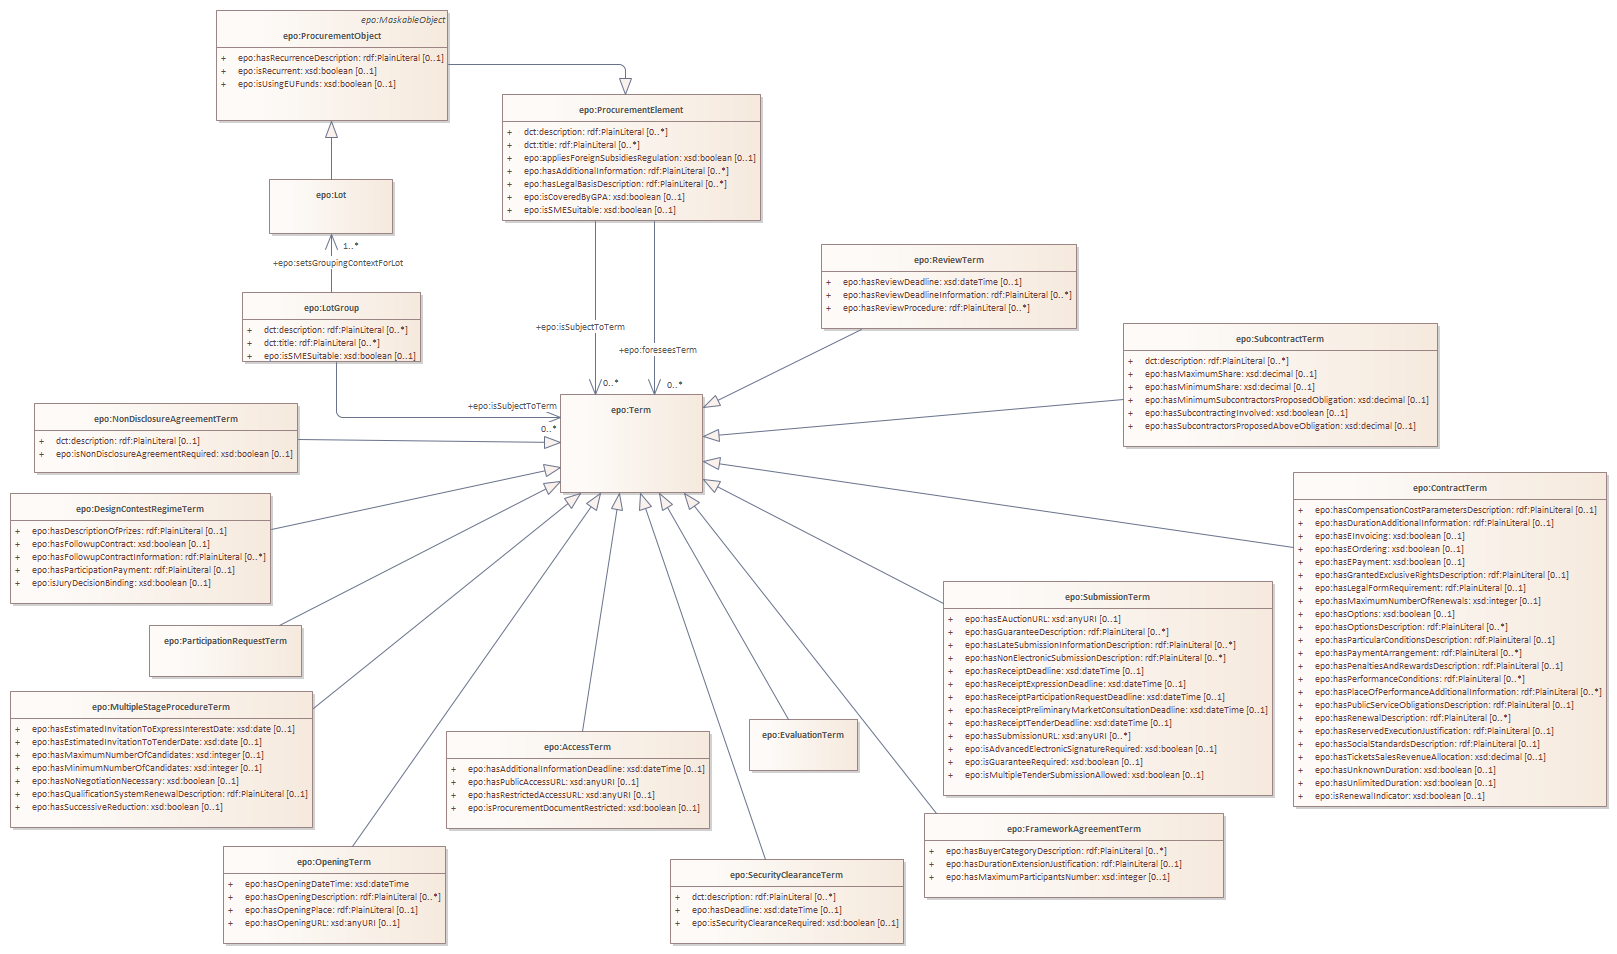 epo:MaskableObject
epo:ProcurementObject
+ epo:hasRecurrenceDescription: rdf:PlainLiteral [0..1]
+ epo:isRecurrent: xsd:boolean [0..1]
+ epo:isUsingEUFunds: xsd:boolean [0..1]
epo:ProcurementElement
+ dct:description: rdf:PlainLiteral [0..*]
+ dct:title: rdf:PlainLiteral [0..*]
+ epo:appliesForeignSubsidiesRegulation: xsd:boolean [0..1]
+ epo:hasAdditionalInformation: rdf:PlainLiteral [0..*]
+ epo:hasLegalBasisDescription: rdf:PlainLiteral [0..*]
+ epo:isCoveredByGPA: xsd:boolean [0..1]
+ epo:isSMESuitable: xsd:boolean [0..1]
epo:Lot
1..*
+epo:setsGroupingContextForLot
epo:LotGroup
+ dct:description: rdf:PlainLiteral [0..*]
+ dct:title: rdf:PlainLiteral [0..*]
+ epo:isSMESuitable: xsd:boolean [0..1]
+epo:isSubjectToTerm
+epo:foreseesTerm
0..*
0..*
+epo:isSubjectToTerm
0..*
epo:Term
epo:ReviewTerm
+ epo:hasReviewDeadline: xsd:dateTime [0..1]
+ epo:hasReviewDeadlineInformation: rdf:PlainLiteral [0..*]
+ epo:hasReviewProcedure: rdf:PlainLiteral [0..*]
epo:SubcontractTerm
+ dct:description: rdf:PlainLiteral [0..*]
+ epo:hasMaximumShare: xsd:decimal [0..1]
+ epo:hasMinimumShare: xsd:decimal [0..1]
+ epo:hasMinimumSubcontractorsProposedObligation: xsd:decimal [0..1]
+ epo:hasSubcontractingInvolved: xsd:boolean [0..1]
+ epo:hasSubcontractorsProposedAboveObligation: xsd:decimal [0..1]
epo:NonDisclosureAgreementTerm
+ dct:description: rdf:PlainLiteral [0..1]
+ epo:isNonDisclosureAgreementRequired: xsd:boolean [0..1]
epo:DesignContestRegimeTerm
+ epo:hasDescriptionOfPrizes: rdf:PlainLiteral [0..1]
+ epo:hasFollowupContract: xsd:boolean [0..1]
+ epo:hasFollowupContractInformation: rdf:PlainLiteral [0..*]
+ epo:hasParticipationPayment: rdf:PlainLiteral [0..1]
+ epo:isJuryDecisionBinding: xsd:boolean [0..1]
epo:ParticipationRequestTerm
epo:MultipleStageProcedureTerm
+ epo:hasEstimatedInvitationToExpressInterestDate: xsd:date [0..1]
+ epo:hasEstimatedInvitationToTenderDate: xsd:date [0..1]
+ epo:hasMaximumNumberOfCandidates: xsd:integer [0..1]
+ epo:hasMinimumNumberOfCandidates: xsd:integer [0..1]
+ epo:hasNoNegotiationNecessary: xsd:boolean [0..1]
+ epo:hasQualificationSystemRenewalDescription: rdf:PlainLiteral [0..1]
+ epo:hasSuccessiveReduction: xsd:boolean [0..1]
epo:OpeningTerm
+ epo:hasOpeningDateTime: xsd:dateTime
+ epo:hasOpeningDescription: rdf:PlainLiteral [0..*]
+ epo:hasOpeningPlace: rdf:PlainLiteral [0..1]
+ epo:hasOpeningURL: xsd:anyURI [0..1]
epo:AccessTerm
+ epo:hasAdditionalInformationDeadline: xsd:dateTime [0..1]
+ epo:hasPublicAccessURL: xsd:anyURI [0..1]
+ epo:hasRestrictedAccessURL: xsd:anyURI [0..1]
+ epo:isProcurementDocumentRestricted: xsd:boolean [0..1]
epo:EvaluationTerm
epo:SecurityClearanceTerm
+ dct:description: rdf:PlainLiteral [0..*]
+ epo:hasDeadline: xsd:dateTime [0..1]
+ epo:isSecurityClearanceRequired: xsd:boolean [0..1]
epo:SubmissionTerm
+ epo:hasEAuctionURL: xsd:anyURI [0..1]
+ epo:hasGuaranteeDescription: rdf:PlainLiteral [0..*]
+ epo:hasLateSubmissionInformationDescription: rdf:PlainLiteral [0..*]
+ epo:hasNonElectronicSubmissionDescription: rdf:PlainLiteral [0..*]
+ epo:hasReceiptDeadline: xsd:dateTime [0..1]
+ epo:hasReceiptExpressionDeadline: xsd:dateTime [0..1]
+ epo:hasReceiptParticipationRequestDeadline: xsd:dateTime [0..1]
+ epo:hasReceiptPreliminaryMarketConsultationDeadline: xsd:dateTime [0..1]
+ epo:hasReceiptTenderDeadline: xsd:dateTime [0..1]
+ epo:hasSubmissionURL: xsd:anyURI [0..*]
+ epo:isAdvancedElectronicSignatureRequired: xsd:boolean [0..1]
+ epo:isGuaranteeRequired: xsd:boolean [0..1]
+ epo:isMultipleTenderSubmissionAllowed: xsd:boolean [0..1]
epo:FrameworkAgreementTerm
+ epo:hasBuyerCategoryDescription: rdf:PlainLiteral [0..*]
+ epo:hasDurationExtensionJustification: rdf:PlainLiteral [0..1]
+ epo:hasMaximumParticipantsNumber: xsd:integer [0..1]
epo:ContractTerm
+ epo:hasCompensationCostParametersDescription: rdf:PlainLiteral [0..1]
+ epo:hasDurationAdditionalInformation: rdf:PlainLiteral [0..1]
+ epo:hasEInvoicing: xsd:boolean [0..1]
+ epo:hasEOrdering: xsd:boolean [0..1]
+ epo:hasEPayment: xsd:boolean [0..1]
+ epo:hasGrantedExclusiveRightsDescription: rdf:PlainLiteral [0..1]
+ epo:hasLegalFormRequirement: rdf:PlainLiteral [0..1]
+ epo:hasMaximumNumberOfRenewals: xsd:integer [0..1]
+ epo:hasOptions: xsd:boolean [0..1]
+ epo:hasOptionsDescription: rdf:PlainLiteral [0..*]
+ epo:hasParticularConditionsDescription: rdf:PlainLiteral [0..1]
+ epo:hasPaymentArrangement: rdf:PlainLiteral [0..*]
+ epo:hasPenaltiesAndRewardsDescription: rdf:PlainLiteral [0..1]
+ epo:hasPerformanceConditions: rdf:PlainLiteral [0..*]
+ epo:hasPlaceOfPerformanceAdditionalInformation: rdf:PlainLiteral [0..*]
+ epo:hasPublicServiceObligationsDescription: rdf:PlainLiteral [0..1]
+ epo:hasRenewalDescription: rdf:PlainLiteral [0..*]
+ epo:hasReservedExecutionJustification: rdf:PlainLiteral [0..1]
+ epo:hasSocialStandardsDescription: rdf:PlainLiteral [0..1]
+ epo:hasTicketsSalesRevenueAllocation: xsd:decimal [0..1]
+ epo:hasUnknownDuration: xsd:boolean [0..1]
+ epo:hasUnlimitedDuration: xsd:boolean [0..1]
+ epo:isRenewalIndicator: xsd:boolean [0..1]